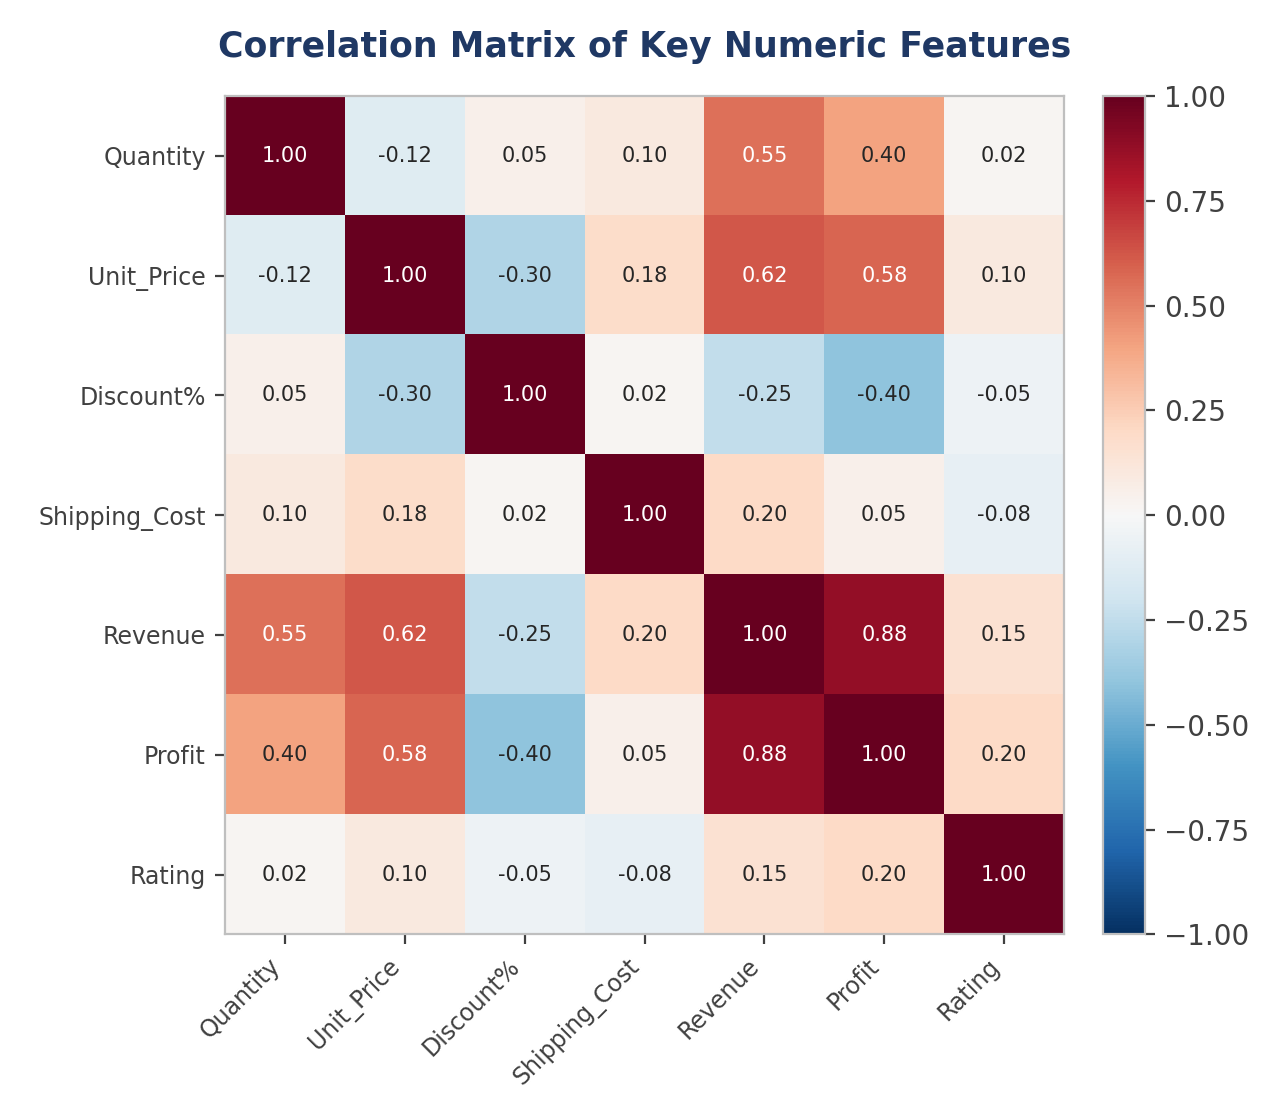 Correlation Matrix of Key Numeric Features
Quantity 1.00 -0.12 0.05 0.10 0.55 0.40 0.02
Unit_Price -0.12 1.00 -0.30 0.18 0.62 0.58 0.10
Discount% 0.05 -0.30 1.00 0.02 -0.25 -0.40 -0.05
Shipping_Cost 0.10 0.18 0.02 1.00 0.20 0.05 -0.08
Revenue 0.55 0.62 -0.25 0.20 1.00 0.88 0.15
Profit 0.40 0.58 -0.40 0.05 0.88 1.00 0.20
Rating 0.02 0.10 -0.05 -0.08 0.15 0.20 1.00
Quantity Unit_Price Discount% Shipping_Cost Revenue Profit Rating
1.00
0.75
0.50
0.25
0.00
−0.25
−0.50
−0.75
−1.00